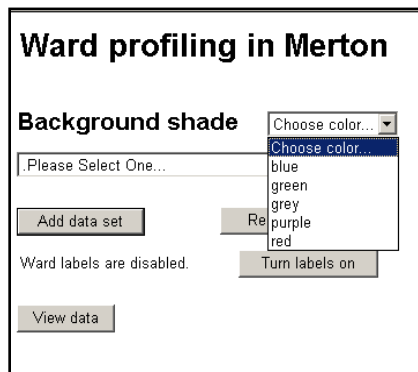 Ward profiling in Merton
Background shade
Choose color...
Choose color...
blue
green
grey
purple
red
.Please Select One...
Add data set
Ward labels are disabled.
Turn labels on
View data